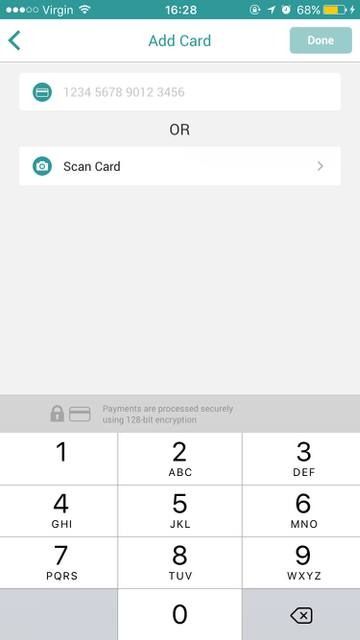 Virgin 16:28 68%
Add Card
Done
1234 5678 9012 3456
OR
Scan Card
Payments are processed securely
using 128-bit encryption
1 2 3
ABC DEF
4 5 6
GHI JKL MNO
7 8 9
PQRS TUV WXYZ
0